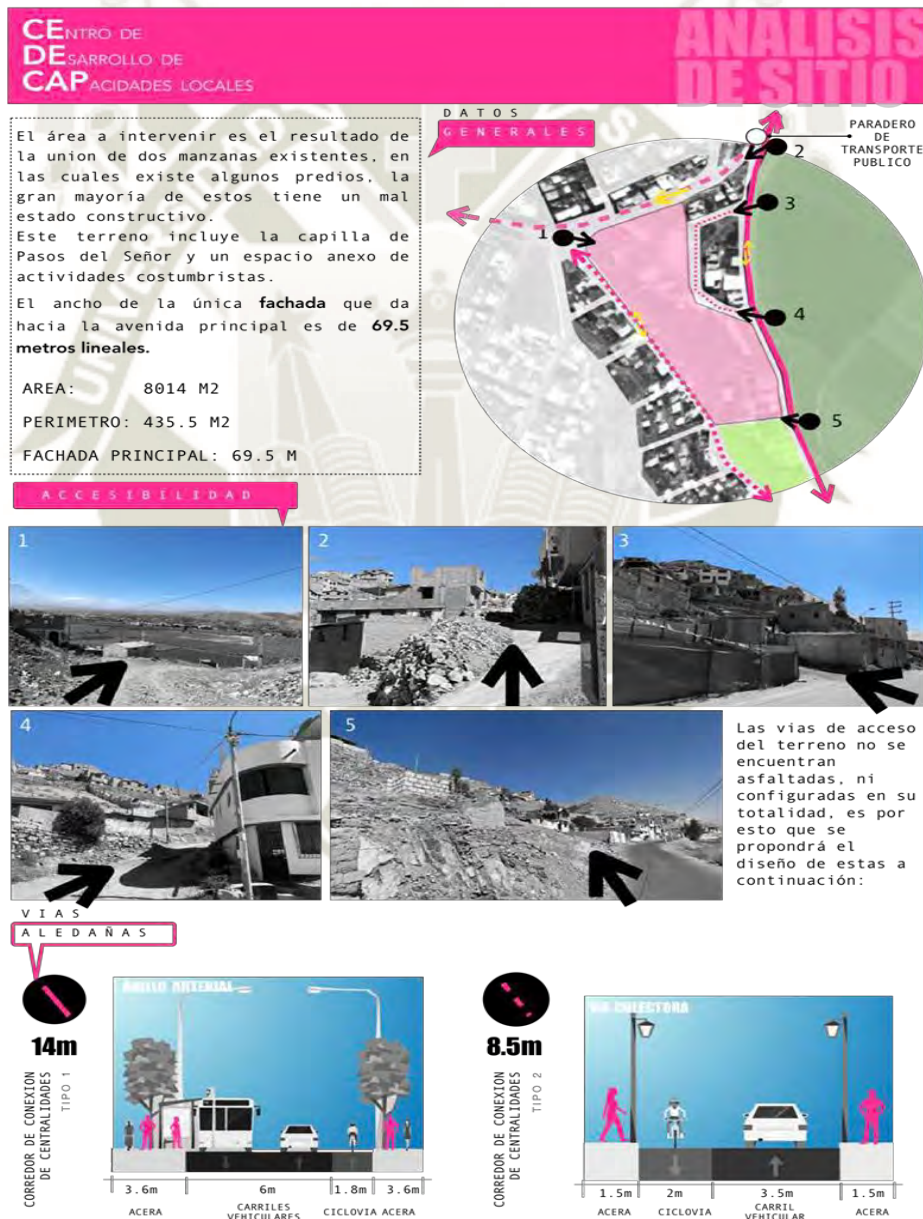 CENTRO DE
DESARROLLO DE
CAPACIDADES LOCALES
ANALISIS
DE SITIO
El área a intervenir es el resultado de
la union de dos manzanas existentes, en
las cuales existe algunos predios, la
gran mayoría de estos tiene un mal
estado constructivo.
Este terreno incluye la capilla de
Pasos del Señor y un espacio anexo de
actividades costumbristas.
El ancho de la única fachada que da
hacia la avenida principal es de 69.5
metros lineales.
AREA: 8014 M2
PERIMETRO: 435.5 M2
FACHADA PRINCIPAL: 69.5 M
DATOS
GENERALES
PARADERO
DE
TRANSPORTE
PUBLICO
1
2
3
4
5
ACCESIBILIDAD
1
2
3
4
5
Las vias de acceso
del terreno no se
encuentran
asfaltadas, ni
configuradas en su
totalidad, es por
esto que se
propondrá el
diseño de estas a
continuación:
VIAS
ALEDAÑAS
14m
CORREDOR DE CONEXION
DE CENTRALIDADES
TIPO 1
ANILLO ARTERIAL
3.6m
6m
1.8m
3.6m
ACERA
CARRILES
VEHICULARES
CICLOVIA
ACERA
8.5m
CORREDOR DE CONEXION
DE CENTRALIDADES
TIPO 2
VIA COLECTORA
1.5m
2m
3.5m
1.5m
ACERA
CICLOVIA
CARRIL
VEHICULAR
ACERA